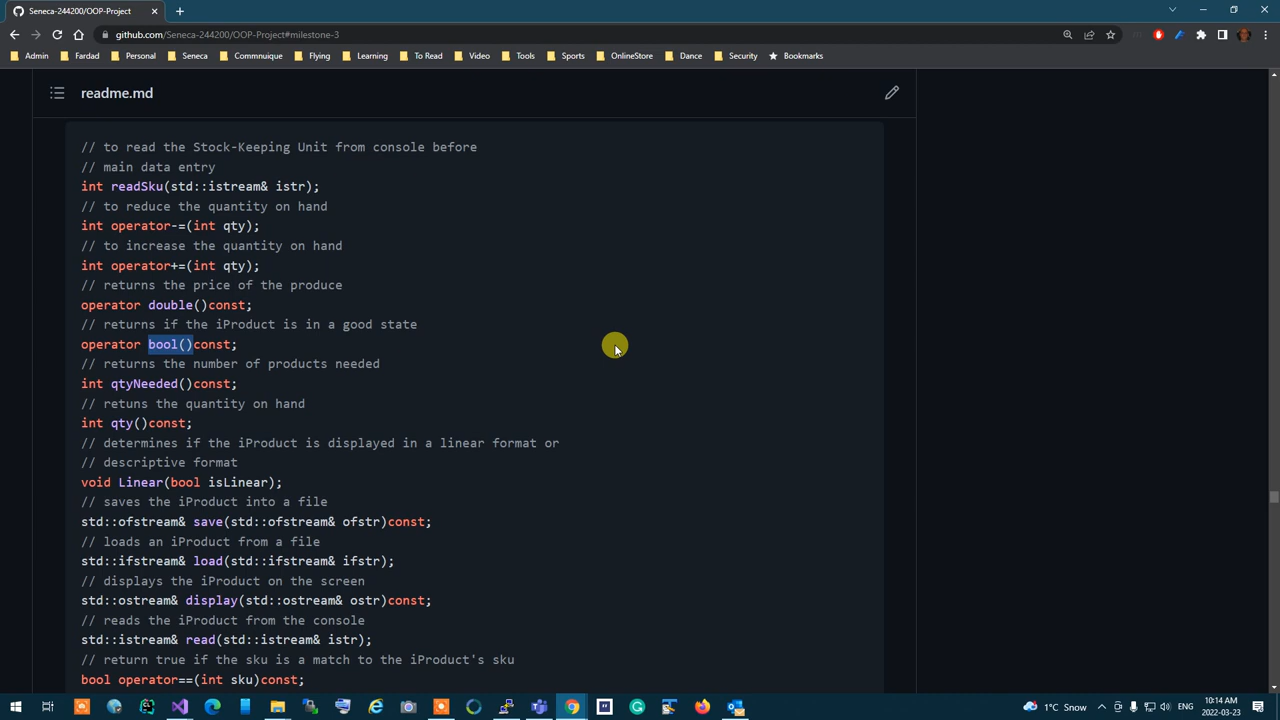 Seneca-244200/OOP-Project
github.com/Seneca-244200/OOP-Project#milestone-3
Admin Fardad Personal Seneca Commnuique Flying Learning To Read Video Tools Sports OnlineStore Dance Security Bookmarks
readme.md
// to read the Stock-Keeping Unit from console before
// main data entry
int readSku(std::istream& istr);
// to reduce the quantity on hand
int operator-=(int qty);
// to increase the quantity on hand
int operator+=(int qty);
// returns the price of the produce
operator double()const;
// returns if the iProduct is in a good state
operator bool()const;
// returns the number of products needed
int qtyNeeded()const;
// retuns the quantity on hand
int qty()const;
// determines if the iProduct is displayed in a linear format or
// descriptive format
void Linear(bool isLinear);
// saves the iProduct into a file
std::ofstream& save(std::ofstream& ofstr)const;
// loads an iProduct from a file
std::ifstream& load(std::ifstream& ifstr);
// displays the iProduct on the screen
std::ostream& display(std::ostream& ostr)const;
// reads the iProduct from the console
std::istream& read(std::istream& istr);
// return true if the sku is a match to the iProduct's sku
bool operator==(int sku)const;
1°C Snow ENG 10:14 AM
2022-03-23